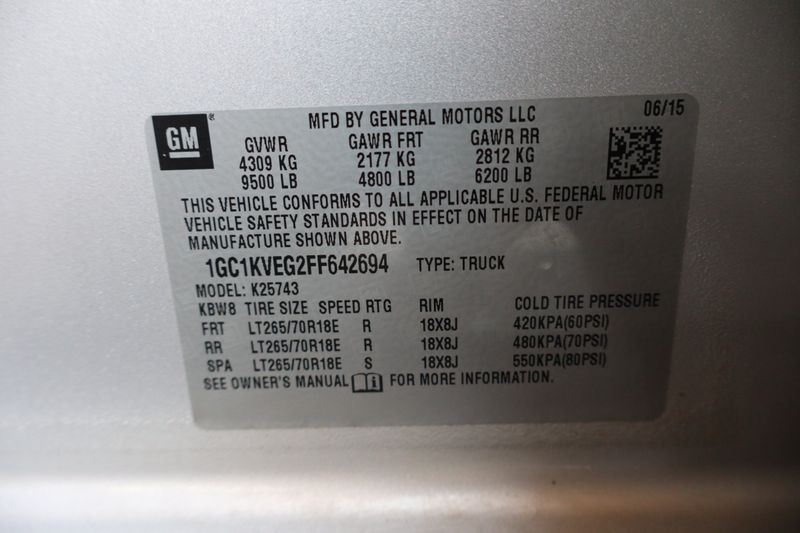 GM® MFD BY GENERAL MOTORS LLC 06/15
GVWR GAWR FRT GAWR RR
4309 KG 2177 KG 2812 KG
9500 LB 4800 LB 6200 LB
THIS VEHICLE CONFORMS TO ALL APPLICABLE U.S. FEDERAL MOTOR
VEHICLE SAFETY STANDARDS IN EFFECT ON THE DATE OF
MANUFACTURE SHOWN ABOVE.
1GC1KVEG2FF642694 TYPE: TRUCK
MODEL: K25743
KBW8 TIRE SIZE SPEED RTG RIM COLD TIRE PRESSURE
FRT LT265/70R18E R 18X8J 420KPA(60PSI)
RR LT265/70R18E R 18X8J 480KPA(70PSI)
SPA LT265/70R18E S 18X8J 550KPA(80PSI)
SEE OWNER'S MANUAL FOR MORE INFORMATION.